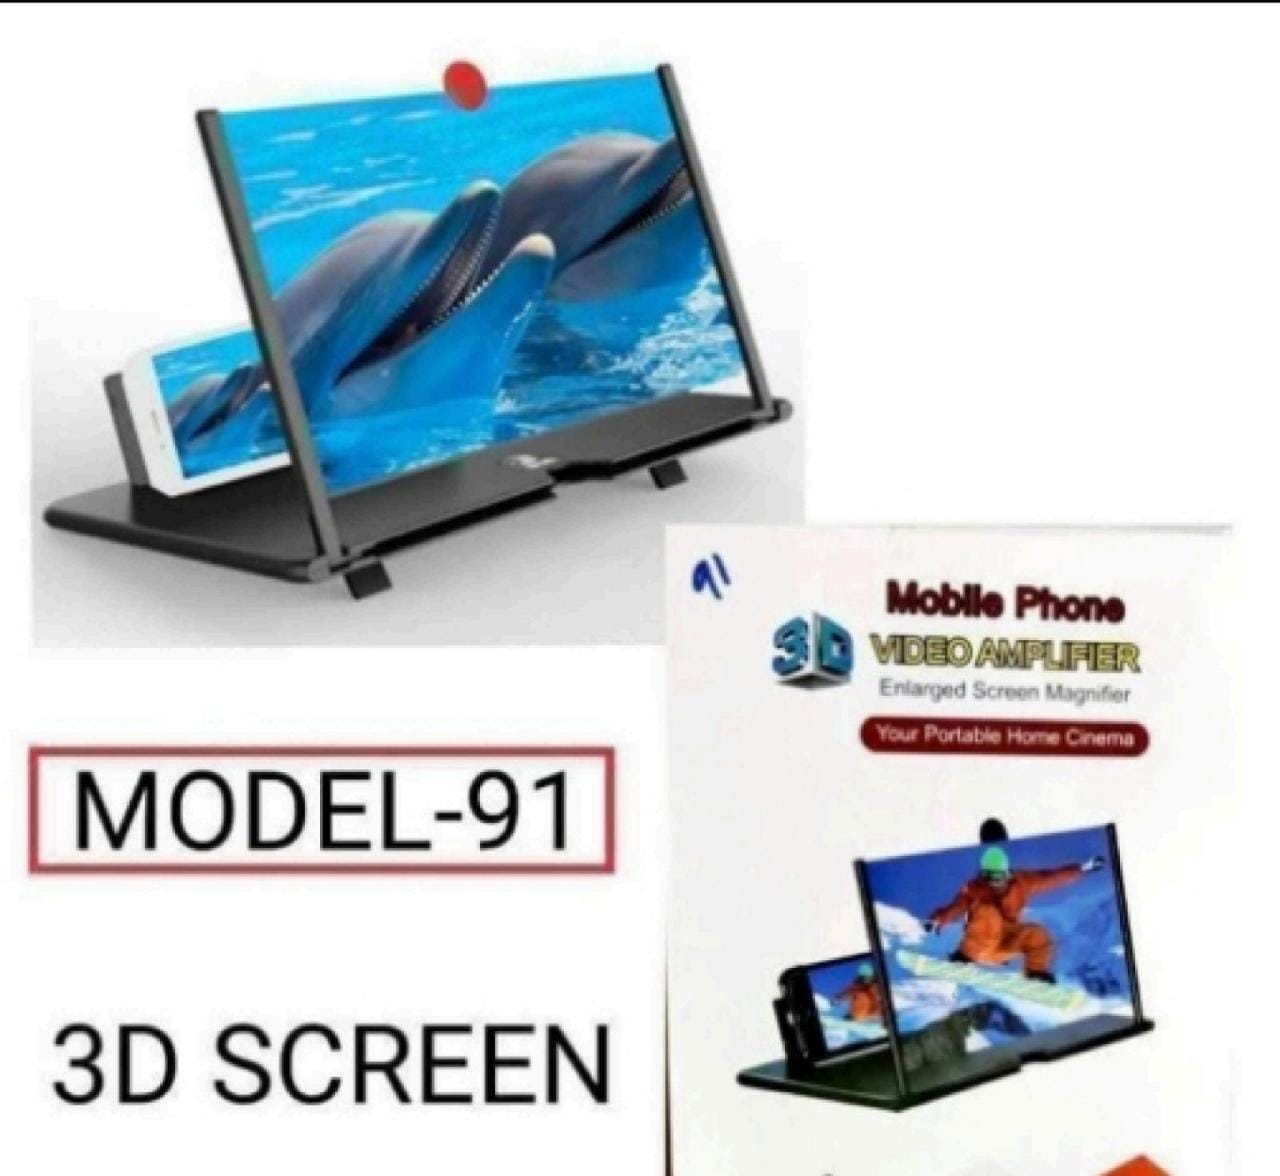 91
Mobile Phone
3D
VIDEO AMPLIFIER
Enlarged Screen Magnifier
Your Portable Home Cinema
MODEL-91
3D SCREEN